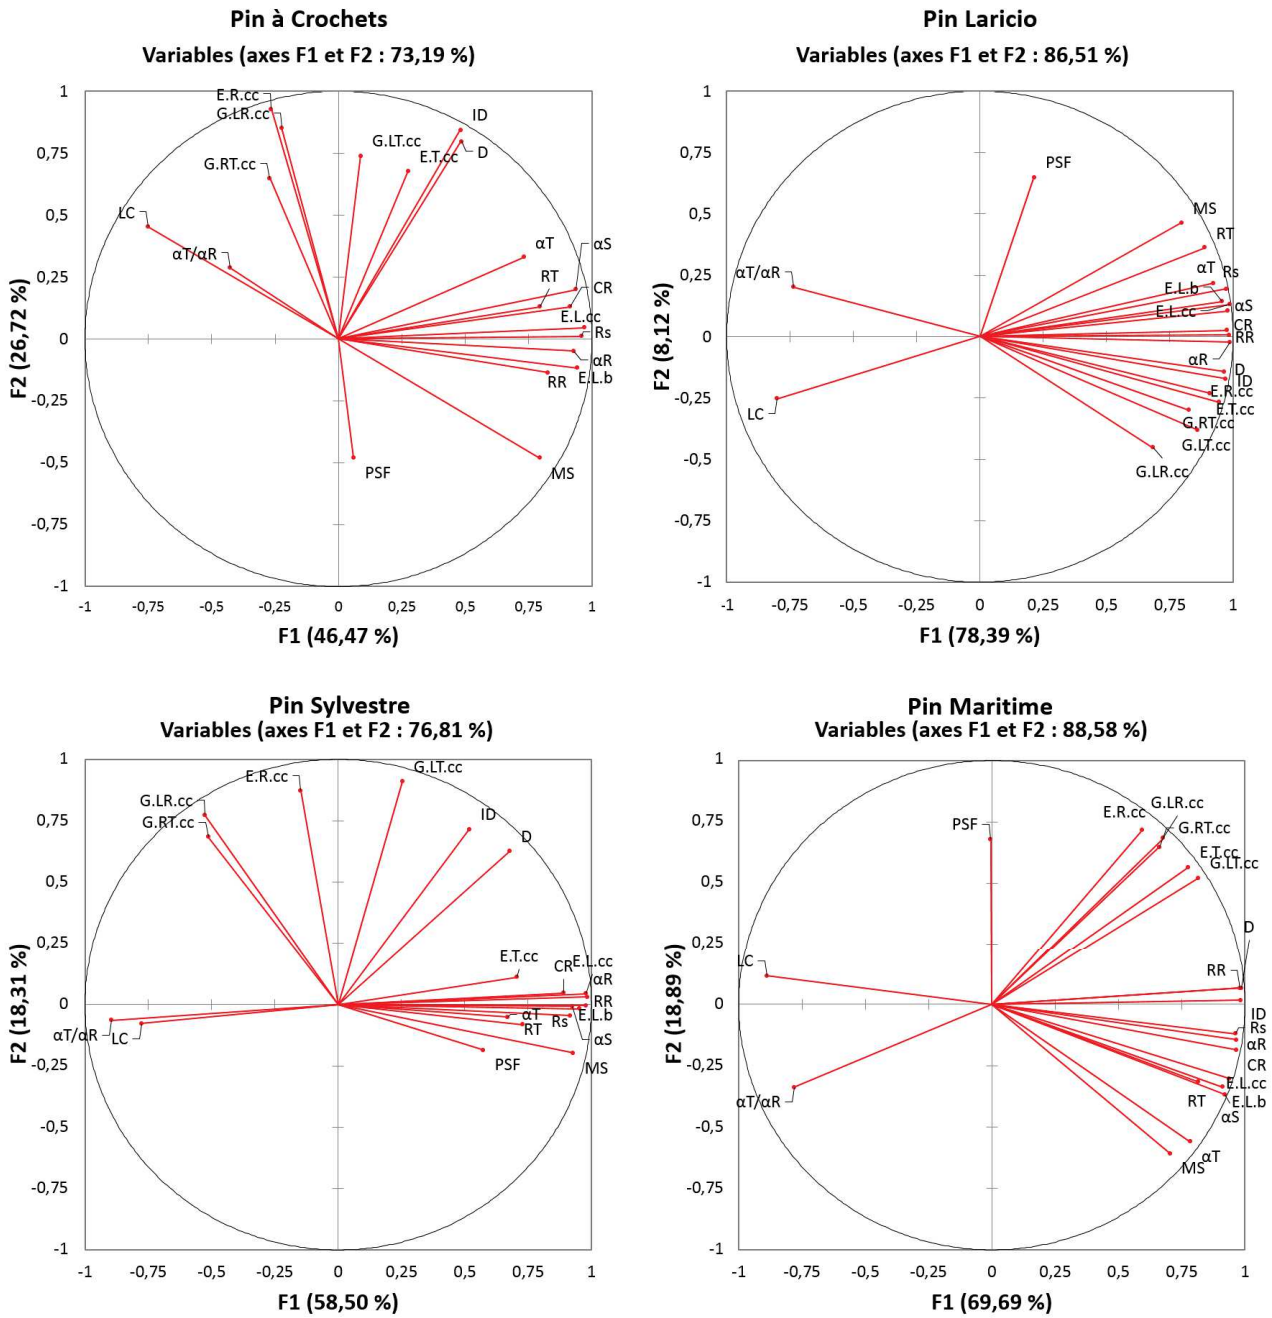 Pin à Crochets
Variables (axes F1 et F2 : 73,19 %)
F2 (26,72 %)
1
0,75
0,5
0,25
0
-0,25
-0,5
-0,75
-1
E.R.cc
G.LR.cc
G.RT.cc
LC
αT/αR
G.LT.cc
E.T.cc
ID
D
αT
αS
RT
CR
E.L.cc
Rs
αR
RR
E.L.b
PSF
MS
-1 -0,75 -0,5 -0,25 0 0,25 0,5 0,75 1
F1 (46,47 %)
Pin Laricio
Variables (axes F1 et F2 : 86,51 %)
F2 (8,12 %)
1
0,75
0,5
0,25
0
-0,25
-0,5
-0,75
-1
PSF
MS
RT
αT/αR
αT
Rs
E.L.b
E.L.cc
αS
CR
RR
αR
D
ID
E.R.cc
LC
E.T.cc
G.RT.cc
G.LT.cc
G.LR.cc
-1 -0,75 -0,5 -0,25 0 0,25 0,5 0,75 1
F1 (78,39 %)
Pin Sylvestre
Variables (axes F1 et F2 : 76,81 %)
F2 (18,31 %)
1
0,75
0,5
0,25
0
-0,25
-0,5
-0,75
-1
G.LT.cc
E.R.cc
G.LR.cc
G.RT.cc
ID
D
E.T.cc
CR
E.L.cc
αR
RR
E.L.b
αT
Rs
RT
αS
αT/αR
LC
PSF
MS
-1 -0,75 -0,5 -0,25 0 0,25 0,5 0,75 1
F1 (58,50 %)
Pin Maritime
Variables (axes F1 et F2 : 88,58 %)
F2 (18,89 %)
1
0,75
0,5
0,25
0
-0,25
-0,5
-0,75
-1
PSF
E.R.cc
G.LR.cc
G.RT.cc
E.T.cc
G.LT.cc
D
LC
RR
ID
Rs
αR
CR
E.L.cc
αT/αR
RT
E.L.b
αS
αT
MS
-1 -0,75 -0,5 -0,25 0 0,25 0,5 0,75 1
F1 (69,69 %)